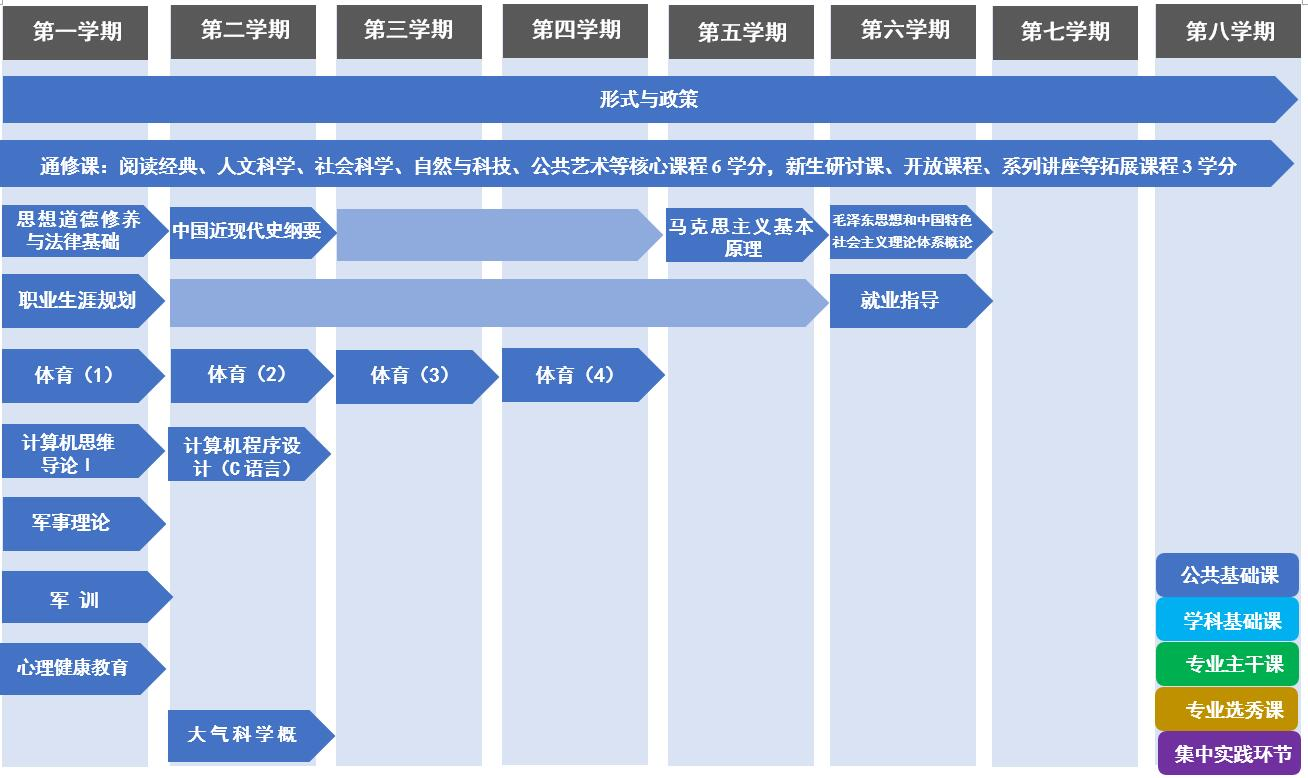 第一学期
第二学期
第三学期
第四学期
第五学期
第六学期
第七学期
第八学期
形式与政策
通修课：阅读经典、人文科学、社会科学、自然与科技、公共艺术等核心课程 6 学分，新生研讨课、开放课程、系列讲座等拓展课程 3 学分
思想道德修养
与法律基础
中国近现代史纲要
马克思主义基本
原理
毛泽东思想和中国特色
社会主义理论体系概论
职业生涯规划
就业指导
体育（1）
体育（2）
体育（3）
体育（4）
计算机思维
导论Ⅰ
计算机程序设
计（C 语言）
军事理论
军 训
心理健康教育
大气科学概
公共基础课
学科基础课
专业主干课
专业选秀课
集中实践环节